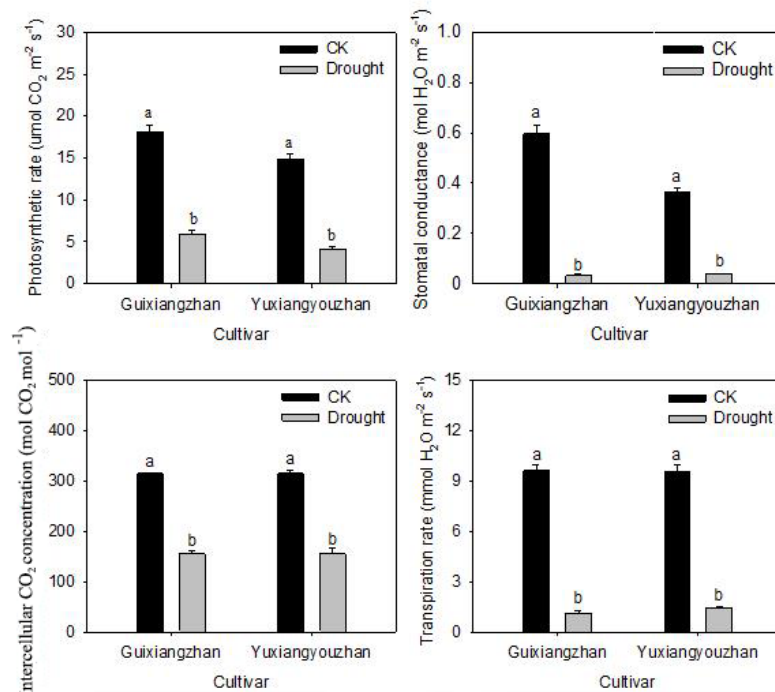 Photosynthetic rate (umol CO₂ m⁻² s⁻¹)
30
25
20
15
10
5
0
CK
Drought
a
b
a
b
Guixiangzhan
Yuxiangyouzhan
Cultivar
Stomatal conductance (mol H₂O m⁻² s⁻¹)
1.0
0.8
0.6
0.4
0.2
0
CK
Drought
a
b
a
b
Guixiangzhan
Yuxiangyouzhan
Cultivar
ntercellular CO₂ concentration (mol CO₂ mol⁻¹)
500
400
300
200
100
0
CK
Drought
a
b
a
b
Guixiangzhan
Yuxiangyouzhan
Cultivar
Transpiration rate (mmol H₂O m⁻² s⁻¹)
15
12
9
6
3
0
CK
Drought
a
b
a
b
Guixiangzhan
Yuxiangyouzhan
Cultivar